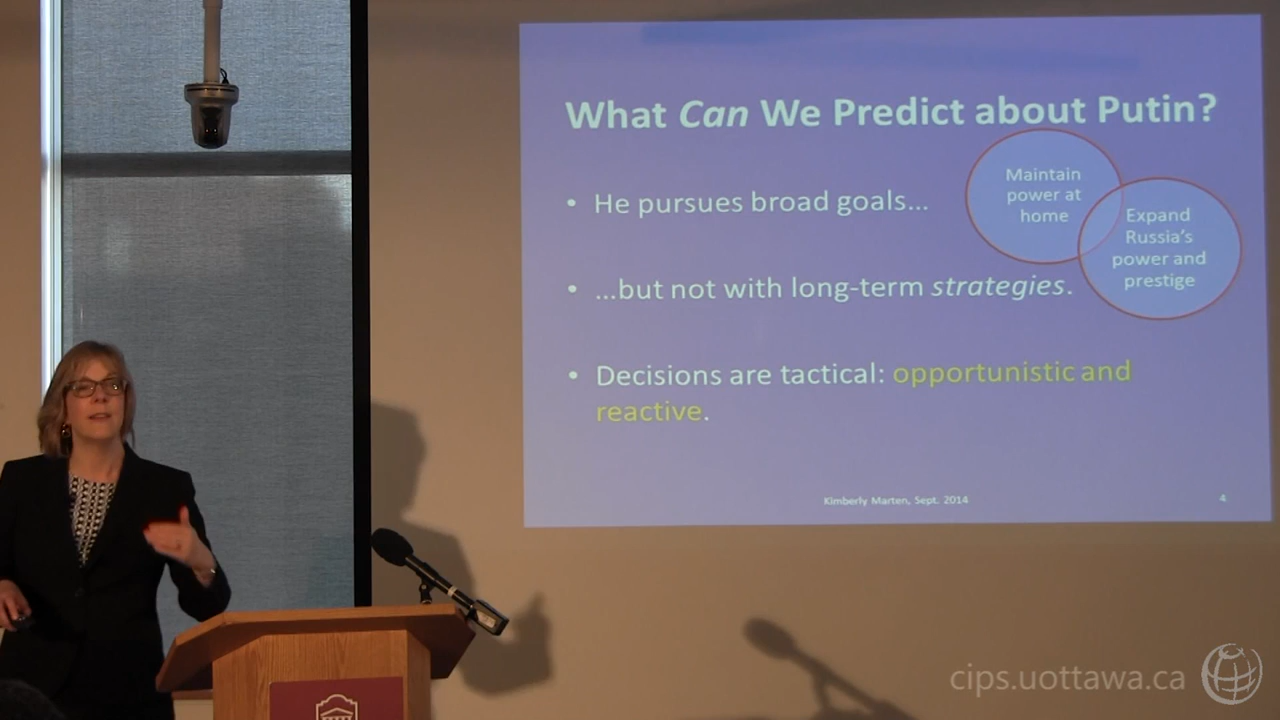 What Can We Predict about Putin?
• He pursues broad goals...
Maintain
power at
home
Expand
Russia's
power and
prestige
• ...but not with long-term strategies.
• Decisions are tactical: opportunistic and
reactive.
Kimberly Marten, Sept. 2014
4
cips.uottawa.ca